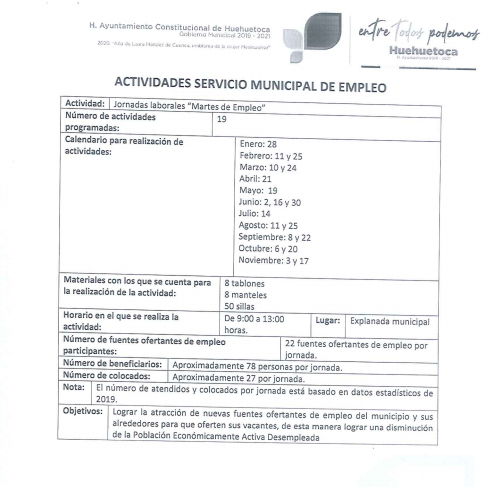 H. Ayuntamiento Constitucional de Huehuetoca
Gobierno Municipal 2019 - 2021
2020. "Año de Laura Méndez de Cuenca; emblema de la mujer Mexiquense"
entre Todos podemos
Huehuetoca
H. Ayuntamiento 2019 - 2021
ACTIVIDADES SERVICIO MUNICIPAL DE EMPLEO
Actividad: Jornadas laborales "Martes de Empleo"
Número de actividades programadas: 19
Calendario para realización de actividades:
Enero: 28
Febrero: 11 y 25
Marzo: 10 y 24
Abril: 21
Mayo: 19
Junio: 2, 16 y 30
Julio: 14
Agosto: 11 y 25
Septiembre: 8 y 22
Octubre: 6 y 20
Noviembre: 3 y 17
Materiales con los que se cuenta para la realización de la actividad:
8 tablones
8 manteles
50 sillas
Horario en el que se realiza la actividad:
De 9:00 a 13:00 horas.
Lugar: Explanada municipal
Número de fuentes ofertantes de empleo participantes:
22 fuentes ofertantes de empleo por jornada.
Número de beneficiarios: Aproximadamente 78 personas por jornada.
Número de colocados: Aproximadamente 27 por jornada.
Nota: El número de atendidos y colocados por jornada está basado en datos estadísticos de
2019.
Objetivos: Lograr la atracción de nuevas fuentes ofertantes de empleo del municipio y sus
alrededores para que oferten sus vacantes, de esta manera lograr una disminución
de la Población Económicamente Activa Desempleada